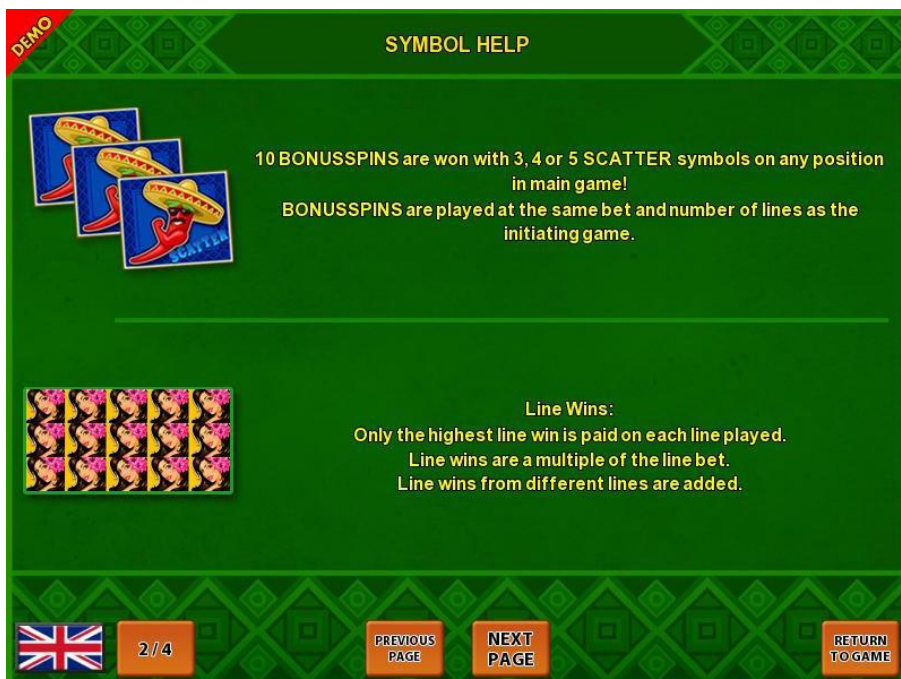 DEMO
SYMBOL HELP
10 BONUSSPINS are won with 3, 4 or 5 SCATTER symbols on any position
in main game!
BONUSSPINS are played at the same bet and number of lines as the
initiating game.
SCATTER
Line Wins:
Only the highest line win is paid on each line played.
Line wins are a multiple of the line bet.
Line wins from different lines are added.
2/4
PREVIOUS
PAGE
NEXT
PAGE
RETURN
TO GAME